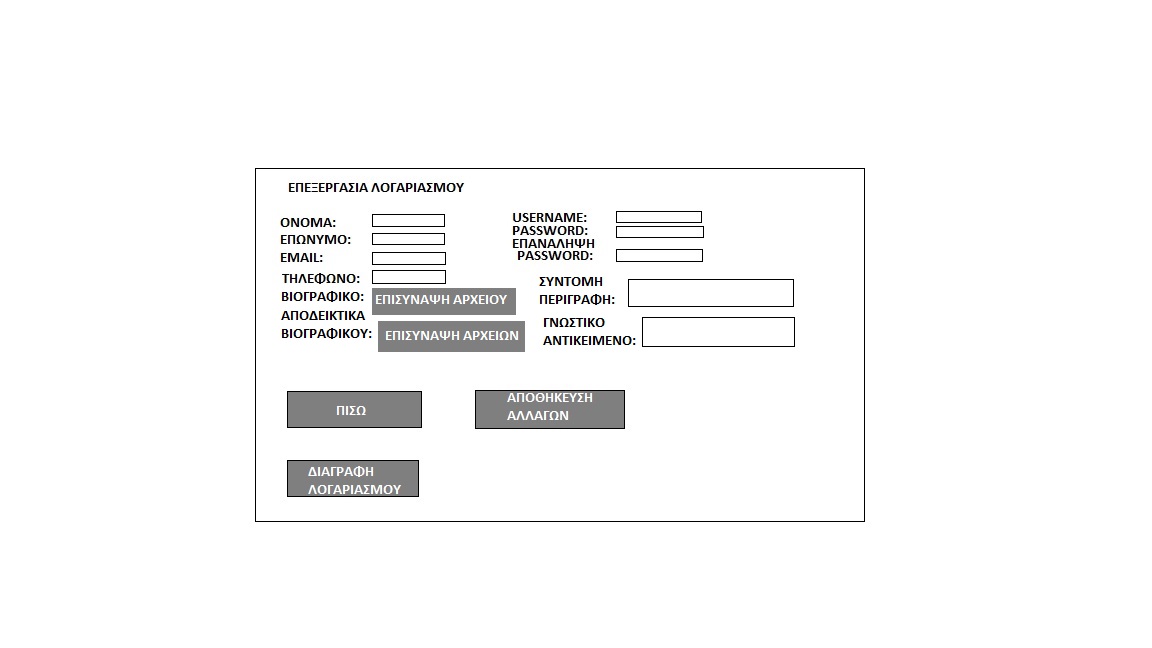 ΕΠΕΞΕΡΓΑΣΙΑ ΛΟΓΑΡΙΑΣΜΟΥ
ΟΝΟΜΑ:
ΕΠΩΝΥΜΟ:
EMAIL:
ΤΗΛΕΦΩΝΟ:
ΒΙΟΓΡΑΦΙΚΟ:
ΕΠΙΣΥΝΑΨΗ ΑΡΧΕΙΟΥ
ΑΠΟΔΕΙΚΤΙΚΑ
ΒΙΟΓΡΑΦΙΚΟΥ:
ΕΠΙΣΥΝΑΨΗ ΑΡΧΕΙΩΝ
USERNAME:
PASSWORD:
ΕΠΑΝΑΛΗΨΗ
PASSWORD:
ΣΥΝΤΟΜΗ
ΠΕΡΙΓΡΑΦΗ:
ΓΝΩΣΤΙΚΟ
ΑΝΤΙΚΕΙΜΕΝΟ:
ΠΙΣΩ
ΑΠΟΘΗΚΕΥΣΗ
ΑΛΛΑΓΩΝ
ΔΙΑΓΡΑΦΗ
ΛΟΓΑΡΙΑΣΜΟΥ